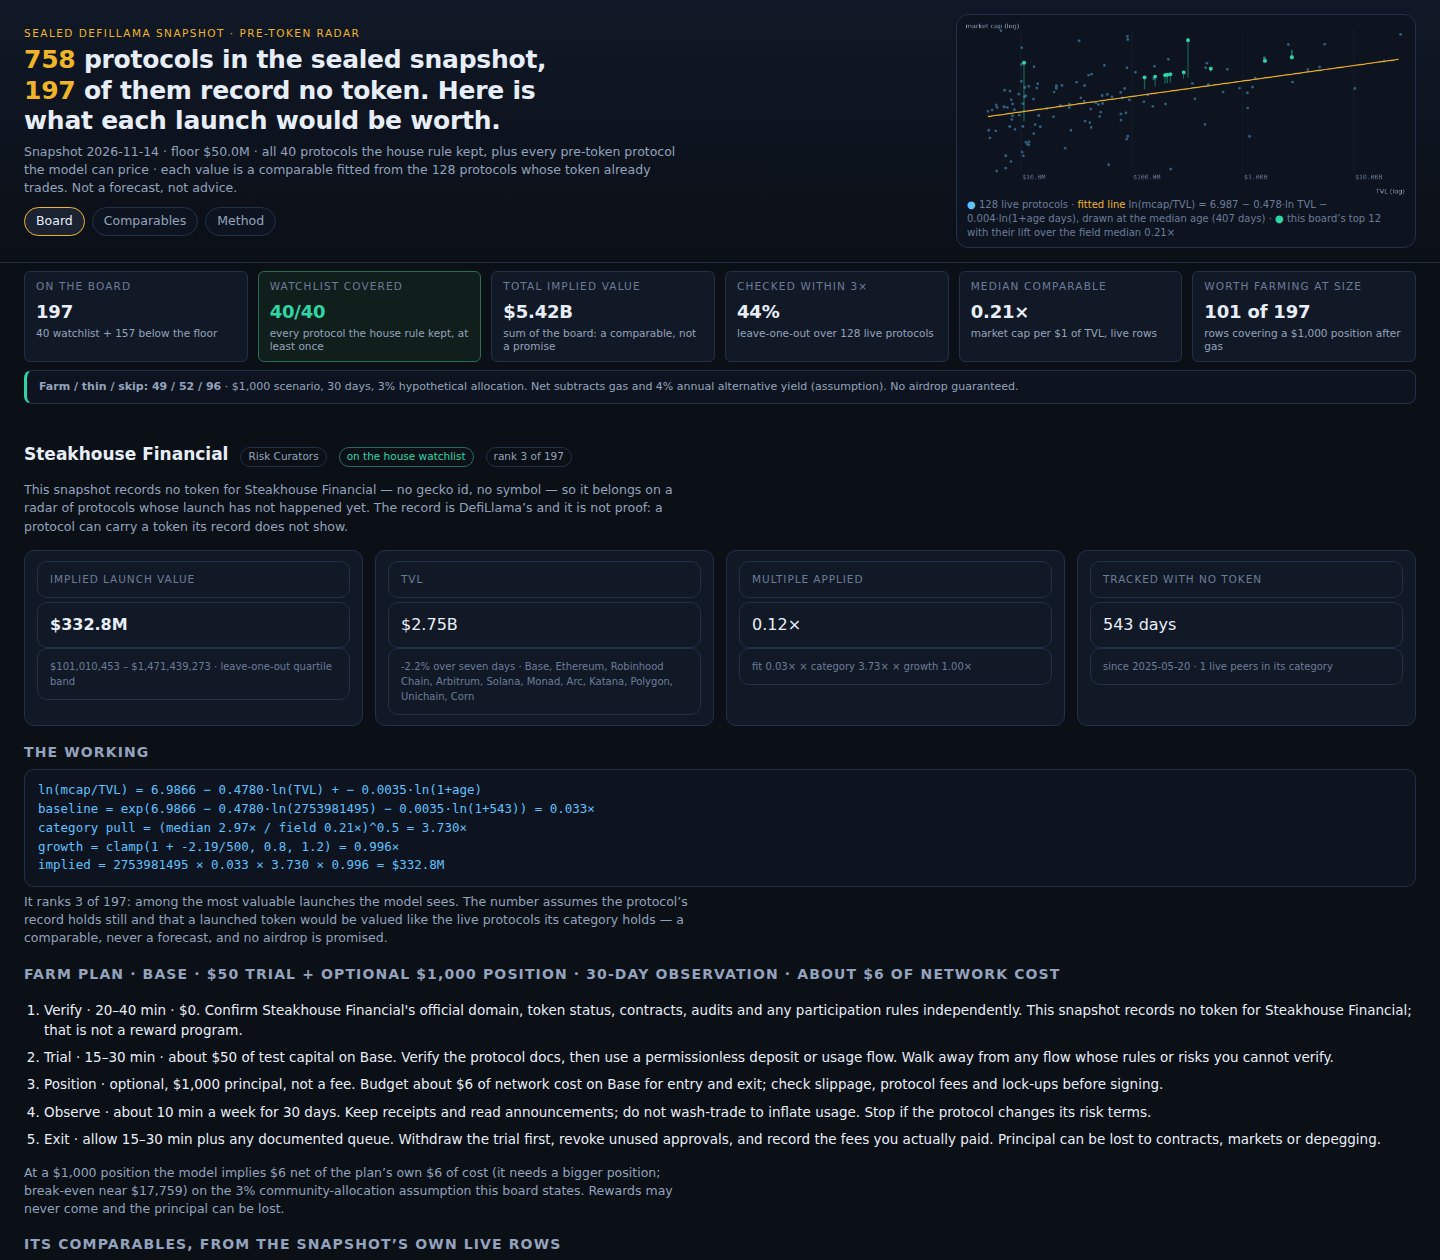 SEALED DEFILLAMA SNAPSHOT · PRE-TOKEN RADAR
758 protocols in the sealed snapshot,
197 of them record no token. Here is
what each launch would be worth.
Snapshot 2026-11-14 · floor $50.0M · all 40 protocols the house rule kept, plus every pre-token protocol
the model can price · each value is a comparable fitted from the 128 protocols whose token already
trades. Not a forecast, not advice.
Board
Comparables
Method
market cap (log)
$10.0M
$100.0M
$1.00B
$10.00B
TVL (log)
128 live protocols · fitted line ln(mcap/TVL) = 6.987 − 0.478·ln TVL −
0.004·ln(1+age days), drawn at the median age (407 days) · this board's top 12
with their lift over the field median 0.21×
ON THE BOARD
197
40 watchlist + 157 below the floor
WATCHLIST COVERED
40/40
every protocol the house rule kept, at
least once
TOTAL IMPLIED VALUE
$5.42B
sum of the board: a comparable, not
a promise
CHECKED WITHIN 3×
44%
leave-one-out over 128 live protocols
MEDIAN COMPARABLE
0.21×
market cap per $1 of TVL, live rows
WORTH FARMING AT SIZE
101 of 197
rows covering a $1,000 position after
gas
Farm / thin / skip: 49 / 52 / 96 · $1,000 scenario, 30 days, 3% hypothetical allocation. Net subtracts gas and 4% annual alternative yield (assumption). No airdrop guaranteed.
Steakhouse Financial
Risk Curators
on the house watchlist
rank 3 of 197
This snapshot records no token for Steakhouse Financial — no gecko id, no symbol — so it belongs on a
radar of protocols whose launch has not happened yet. The record is DefiLlama's and it is not proof: a
protocol can carry a token its record does not show.
IMPLIED LAUNCH VALUE
$332.8M
$101,010,453 – $1,471,439,273 · leave-one-out quartile
band
TVL
$2.75B
-2.2% over seven days · Base, Ethereum, Robinhood
Chain, Arbitrum, Solana, Monad, Arc, Katana, Polygon,
Unichain, Corn
MULTIPLE APPLIED
0.12×
fit 0.03× × category 3.73× × growth 1.00×
TRACKED WITH NO TOKEN
543 days
since 2025-05-20 · 1 live peers in its category
THE WORKING
ln(mcap/TVL) = 6.9866 − 0.4780·ln(TVL) + − 0.0035·ln(1+age)
baseline = exp(6.9866 − 0.4780·ln(2753981495) − 0.0035·ln(1+543)) = 0.033×
category pull = (median 2.97× / field 0.21×)^0.5 = 3.730×
growth = clamp(1 + -2.19/500, 0.8, 1.2) = 0.996×
implied = 2753981495 × 0.033 × 3.730 × 0.996 = $332.8M
It ranks 3 of 197: among the most valuable launches the model sees. The number assumes the protocol's
record holds still and that a launched token would be valued like the live protocols its category holds — a
comparable, never a forecast, and no airdrop is promised.
FARM PLAN · BASE · $50 TRIAL + OPTIONAL $1,000 POSITION · 30-DAY OBSERVATION · ABOUT $6 OF NETWORK COST
1. Verify · 20–40 min · $0. Confirm Steakhouse Financial's official domain, token status, contracts, audits and any participation rules independently. This snapshot records no token for Steakhouse Financial;
that is not a reward program.
2. Trial · 15–30 min · about $50 of test capital on Base. Verify the protocol docs, then use a permissionless deposit or usage flow. Walk away from any flow whose rules or risks you cannot verify.
3. Position · optional, $1,000 principal, not a fee. Budget about $6 of network cost on Base for entry and exit; check slippage, protocol fees and lock-ups before signing.
4. Observe · about 10 min a week for 30 days. Keep receipts and read announcements; do not wash-trade to inflate usage. Stop if the protocol changes its risk terms.
5. Exit · allow 15–30 min plus any documented queue. Withdraw the trial first, revoke unused approvals, and record the fees you actually paid. Principal can be lost to contracts, markets or depegging.
At a $1,000 position the model implies $6 net of the plan's own $6 of cost (it needs a bigger position;
break-even near $17,759) on the 3% community-allocation assumption this board states. Rewards may
never come and the principal can be lost.
ITS COMPARABLES, FROM THE SNAPSHOT'S OWN LIVE ROWS